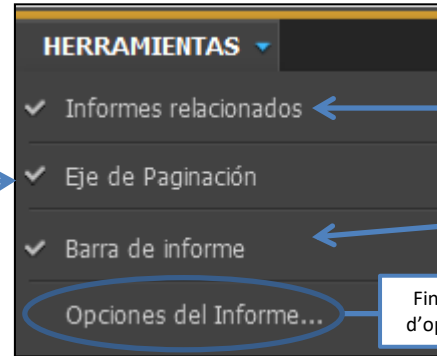 HERRAMIENTAS
Informes relacionados
Eje de Paginación
Barra de informe
Opciones del Informe...